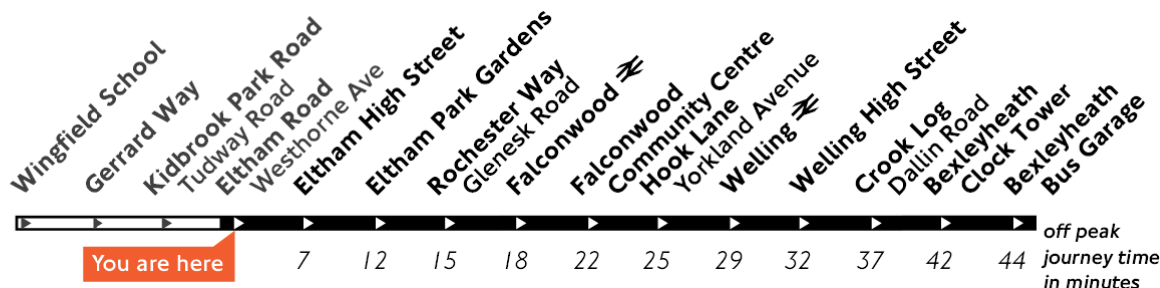 Wingfield School
Gerrard Way
Kidbrook Park Road
Tudway Road
Eltham Road
Westhorne Ave
Eltham High Street
Eltham Park Gardens
Rochester Way
Glenesk Road
Falconwood
Falconwood
Community Centre
Hook Lane
Yorkland Avenue
Welling
Welling High Street
Crook Log
Dallin Road
Bexleyheath
Clock Tower
Bexleyheath
Bus Garage
You are here
7 12 15 18 22 25 29 32 37 42 44
off peak
journey time
in minutes